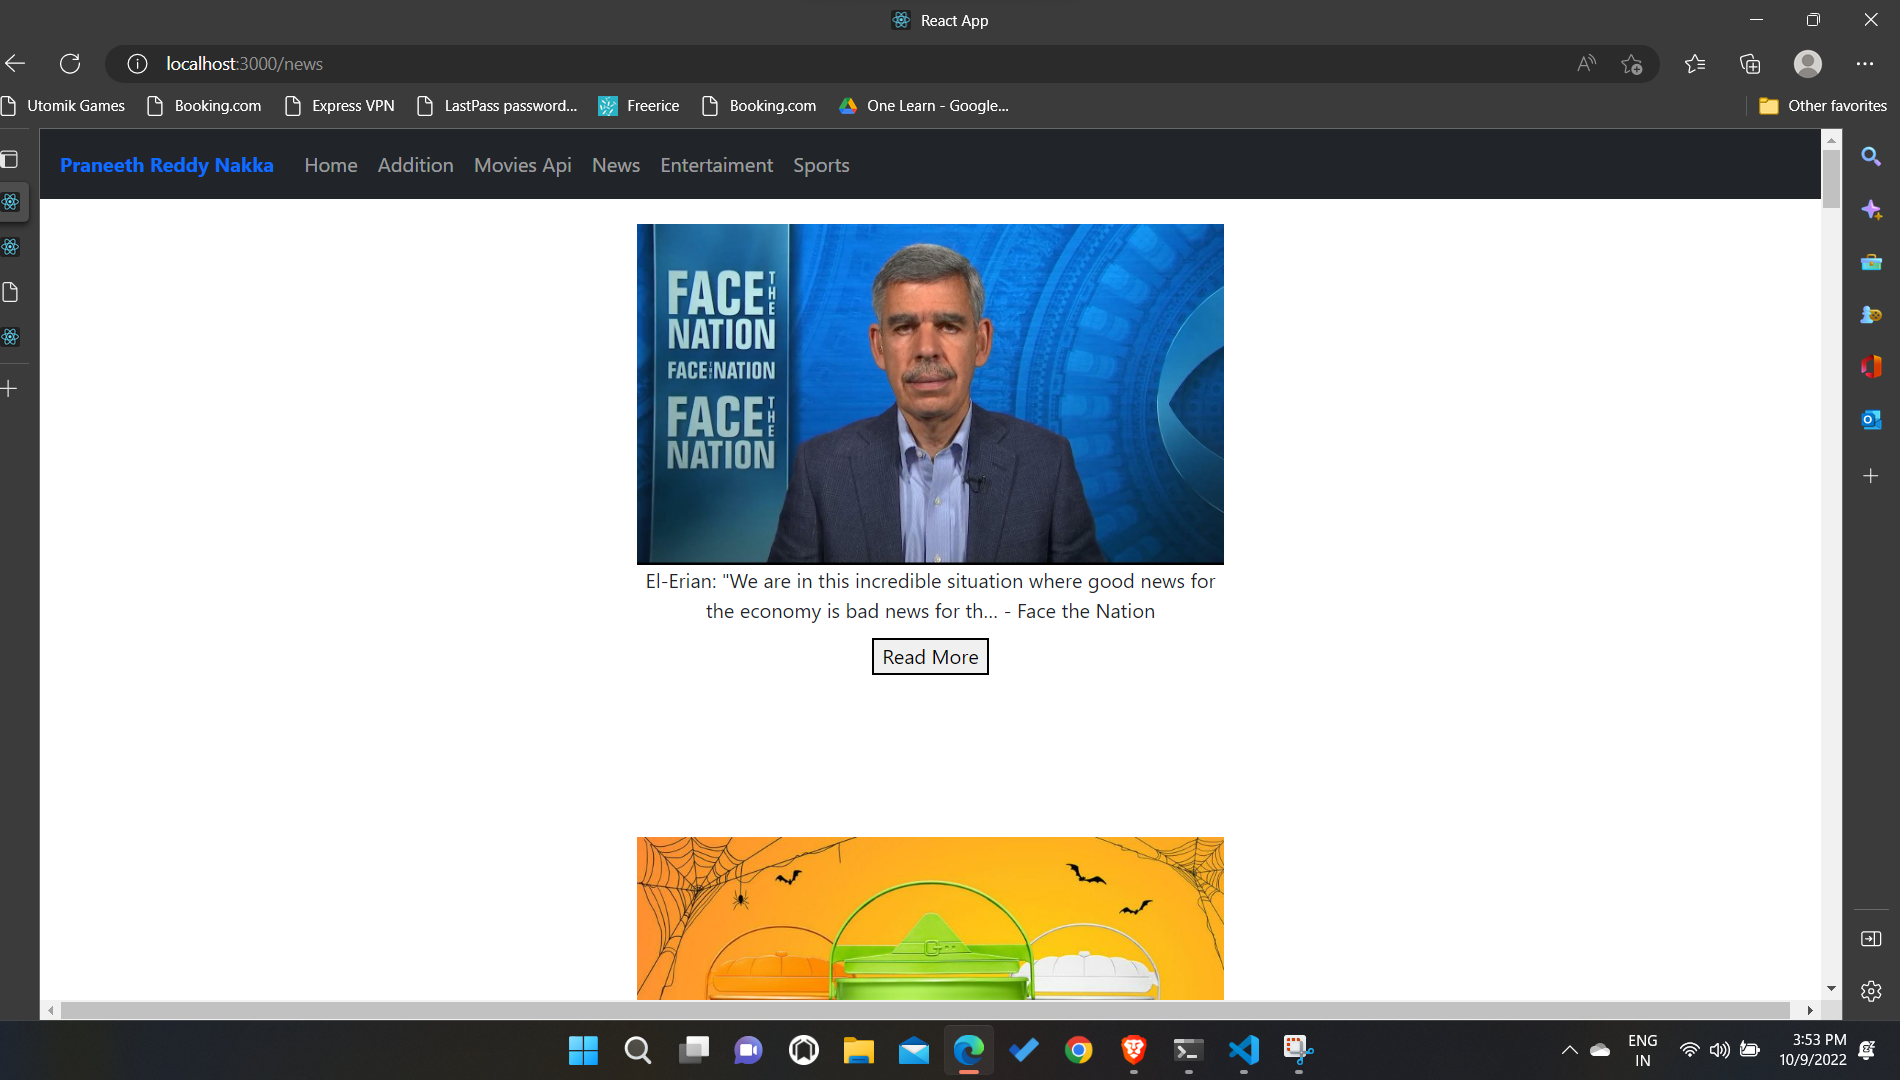 React App
localhost:3000/news
Utomik Games Booking.com Express VPN LastPass password... Freerice Booking.com One Learn - Google... Other favorites
Praneeth Reddy Nakka Home Addition Movies Api News Entertaiment Sports
FACE THE NATION
FACE THE NATION
FACE THE NATION
El-Erian: "We are in this incredible situation where good news for
the economy is bad news for th... - Face the Nation
Read More
ENG
IN
3:53 PM
10/9/2022